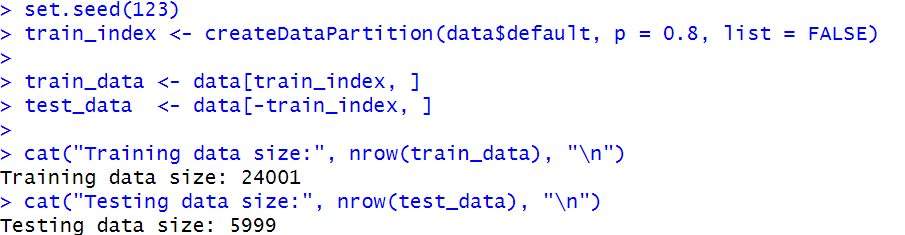 > set.seed(123)
> train_index <- createDataPartition(data$default, p = 0.8, list = FALSE)
>
> train_data <- data[train_index, ]
> test_data  <- data[-train_index, ]
>
> cat("Training data size:", nrow(train_data), "\n")
Training data size: 24001
> cat("Testing data size:", nrow(test_data), "\n")
Testing data size: 5999